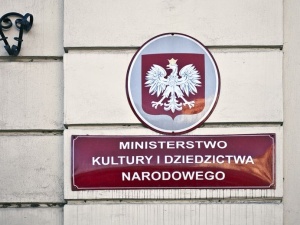 MINISTERSTWO
KULTURY I DZIEDZICTWA
NARODOWEGO